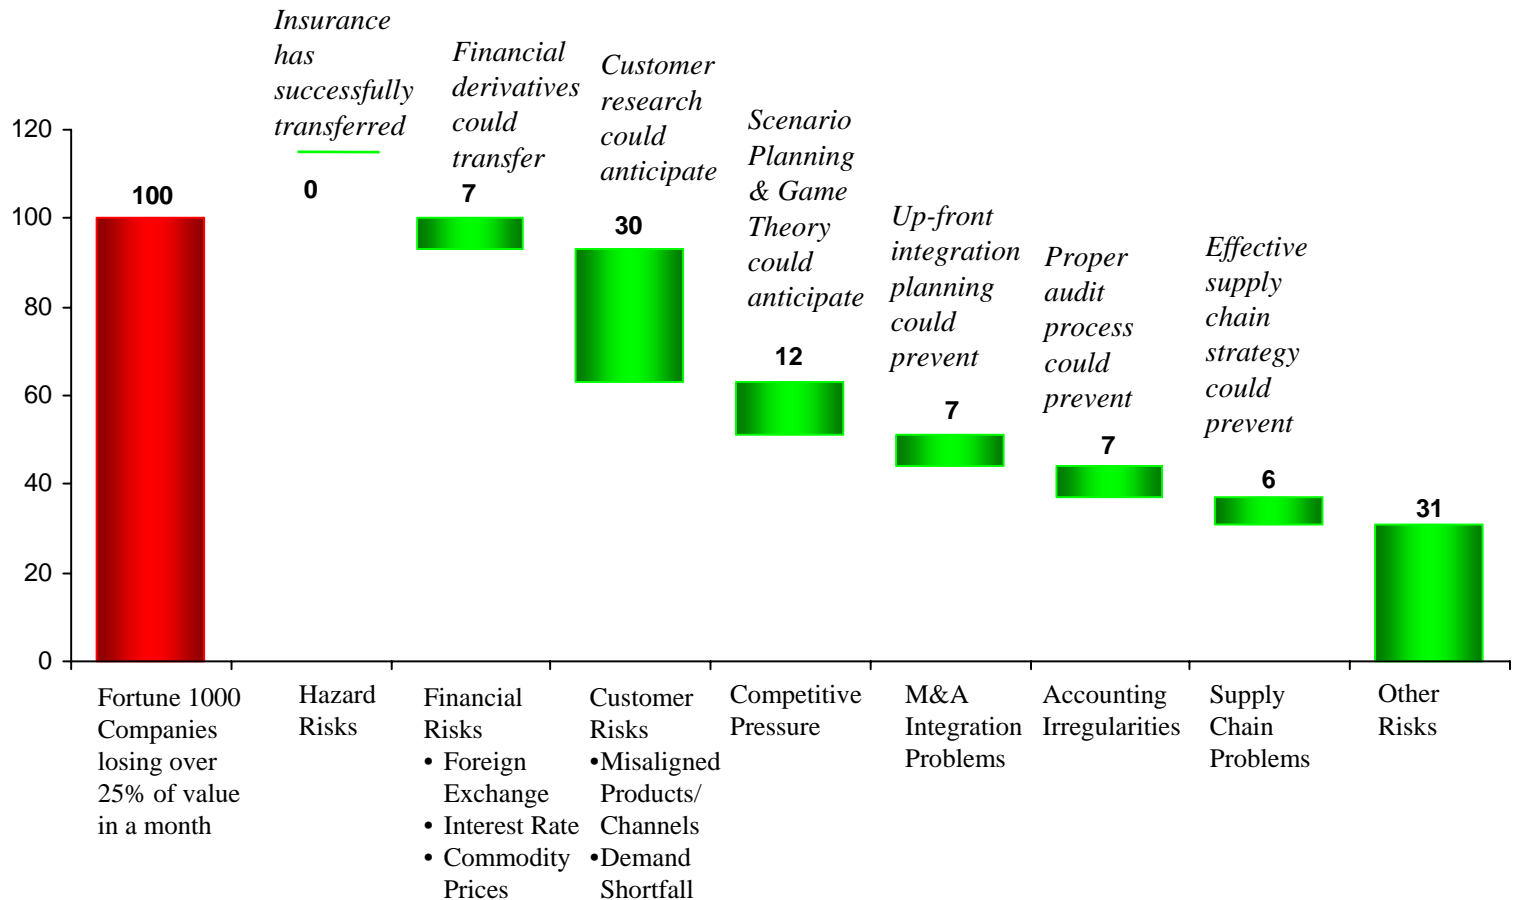 Insurance
has
successfully
transferred
Financial
derivatives
could
transfer
Customer
research
could
anticipate
Scenario
Planning
& Game
Theory
could
anticipate
Up-front
integration
planning
could
prevent
Proper
audit
process
could
prevent
Effective
supply
chain
strategy
could
prevent
120
100
80
60
40
20
0
100
0
7
30
12
7
7
6
31
Fortune 1000
Companies
losing over
25% of value
in a month
Hazard
Risks
Financial
Risks
• Foreign
Exchange
• Interest Rate
• Commodity
Prices
Customer
Risks
•Misaligned
Products/
Channels
•Demand
Shortfall
Competitive
Pressure
M&A
Integration
Problems
Accounting
Irregularities
Supply
Chain
Problems
Other
Risks